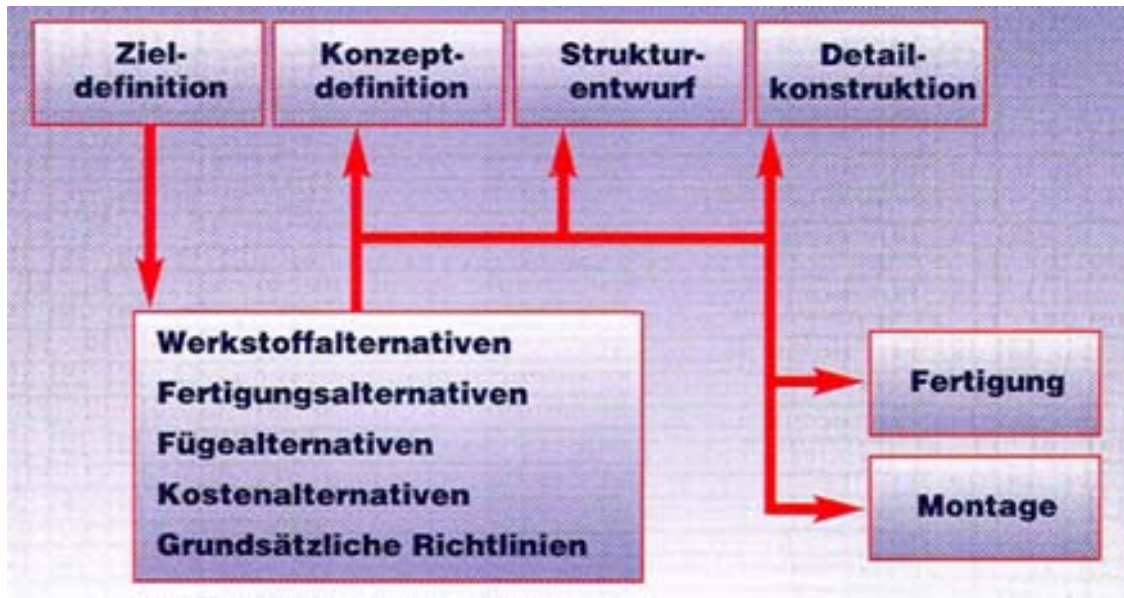 Ziel-
definition
Konzept-
definition
Struktur-
entwurf
Detail-
konstruktion
Werkstoffalternativen
Fertigungsalternativen
Fügealternativen
Kostenalternativen
Grundsätzliche Richtlinien
Fertigung
Montage